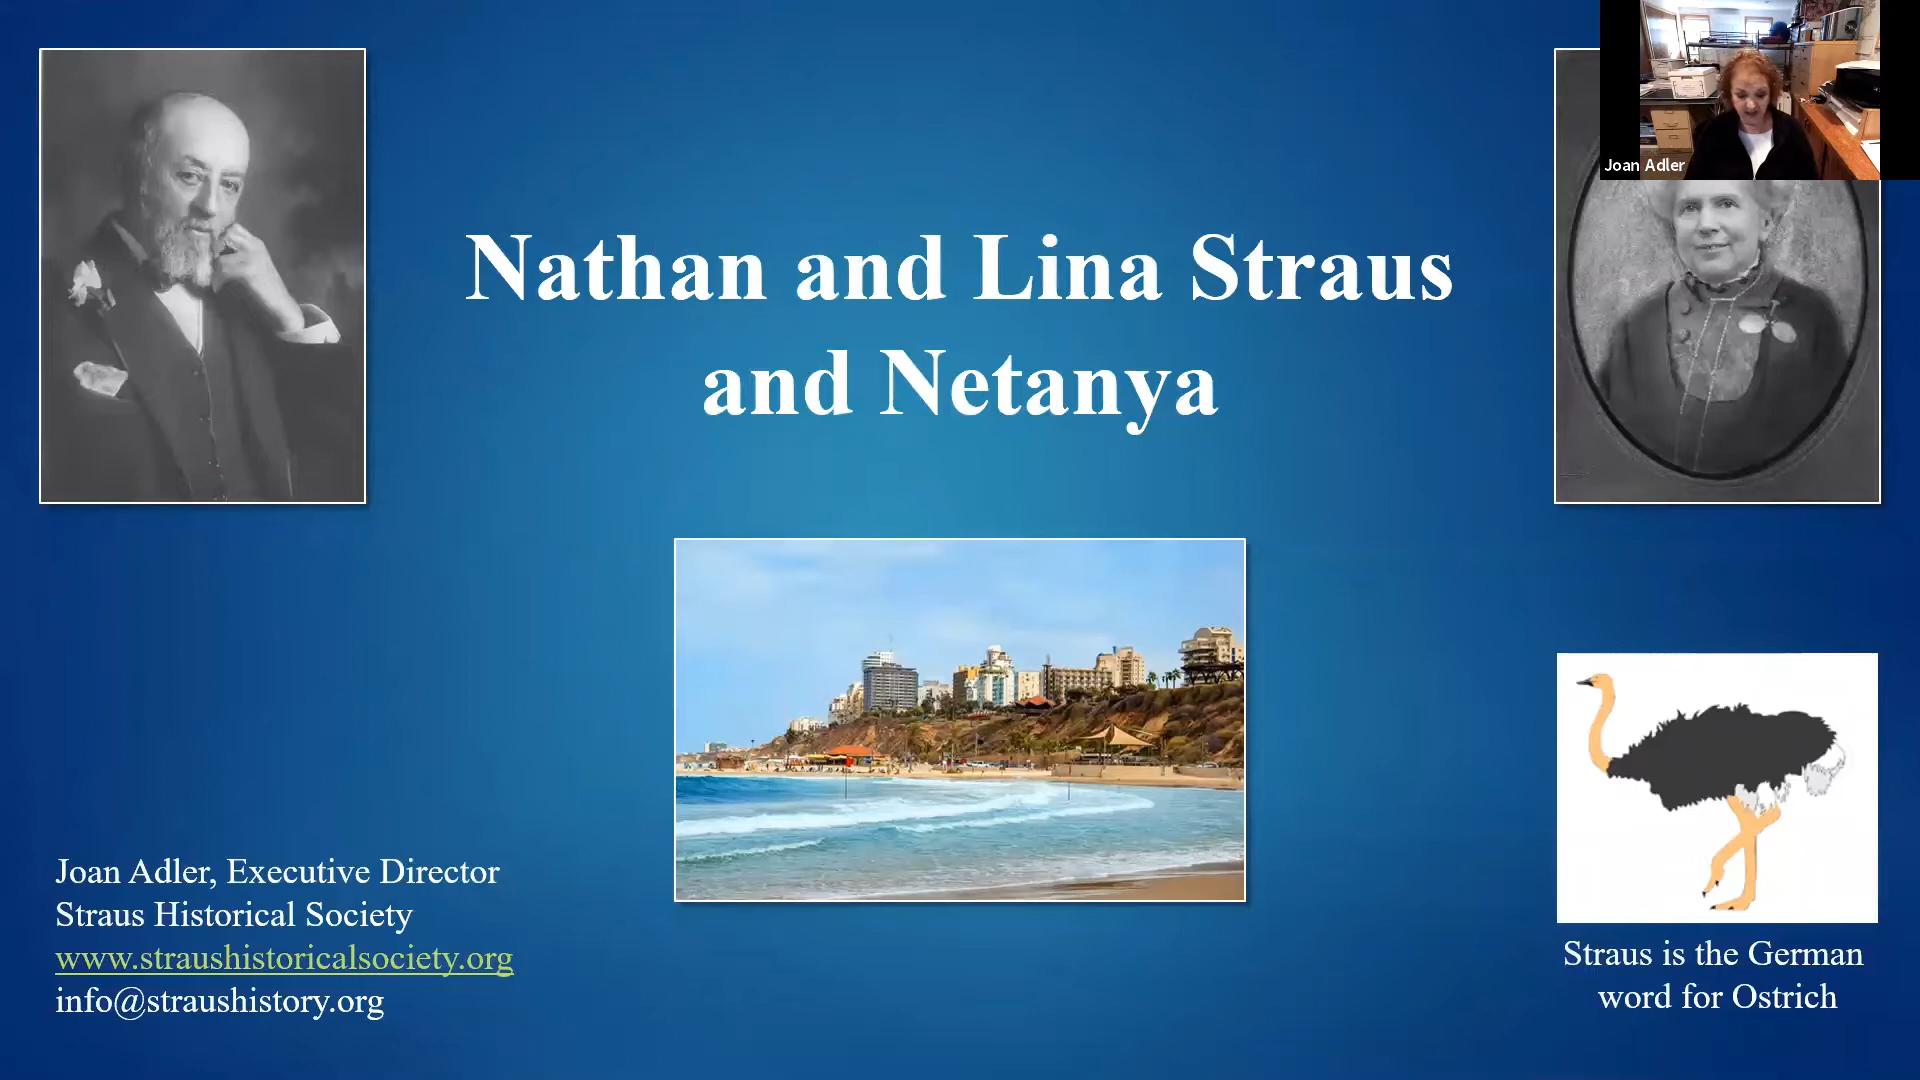 Joan Adler
Nathan and Lina Straus
and Netanya
Joan Adler, Executive Director
Straus Historical Society
www.straushistoricalsociety.org
info@straushistory.org
Straus is the German
word for Ostrich